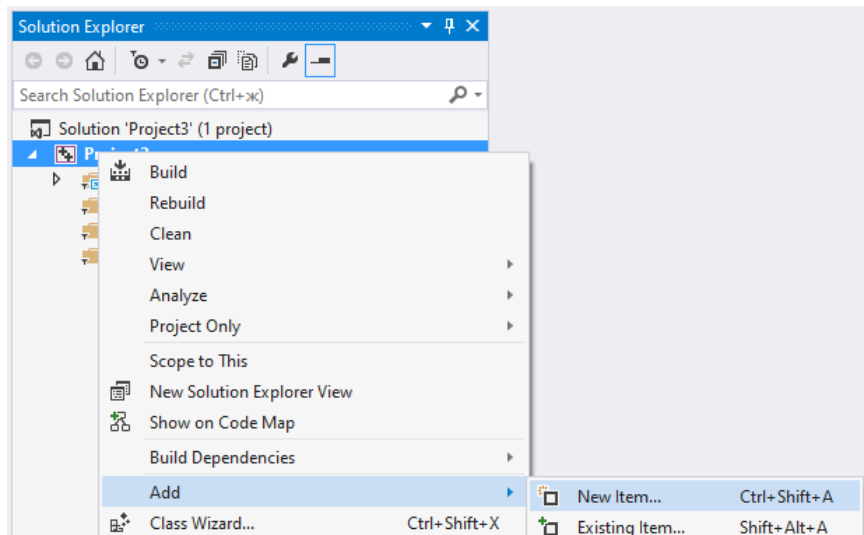 Solution Explorer
Search Solution Explorer (Ctrl+ж)
Solution 'Project3' (1 project)
Build
Rebuild
Clean
View
Analyze
Project Only
Scope to This
New Solution Explorer View
Show on Code Map
Build Dependencies
Add
New Item... Ctrl+Shift+A
Class Wizard... Ctrl+Shift+X
Existing Item... Shift+Alt+A